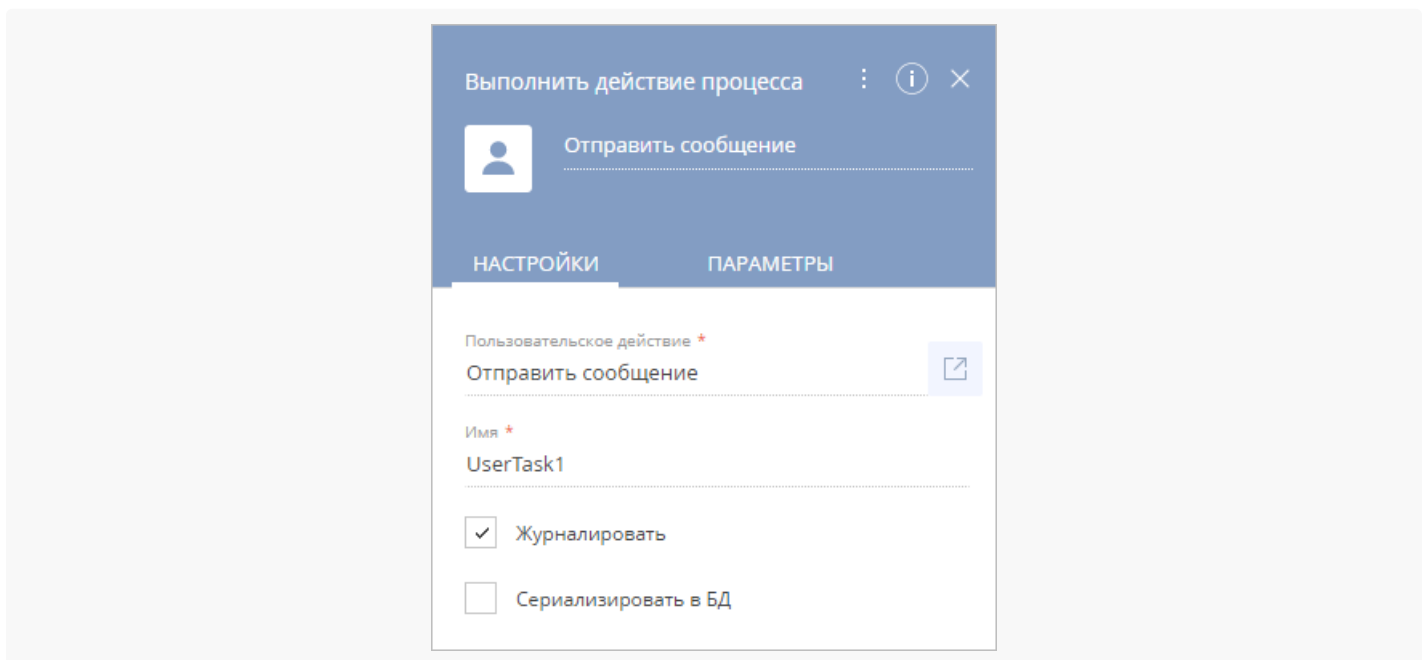 Выполнить действие процесса
Отправить сообщение
НАСТРОЙКИ ПАРАМЕТРЫ
Пользовательское действие *
Отправить сообщение
Имя *
UserTask1
Журналировать
Сериализировать в БД